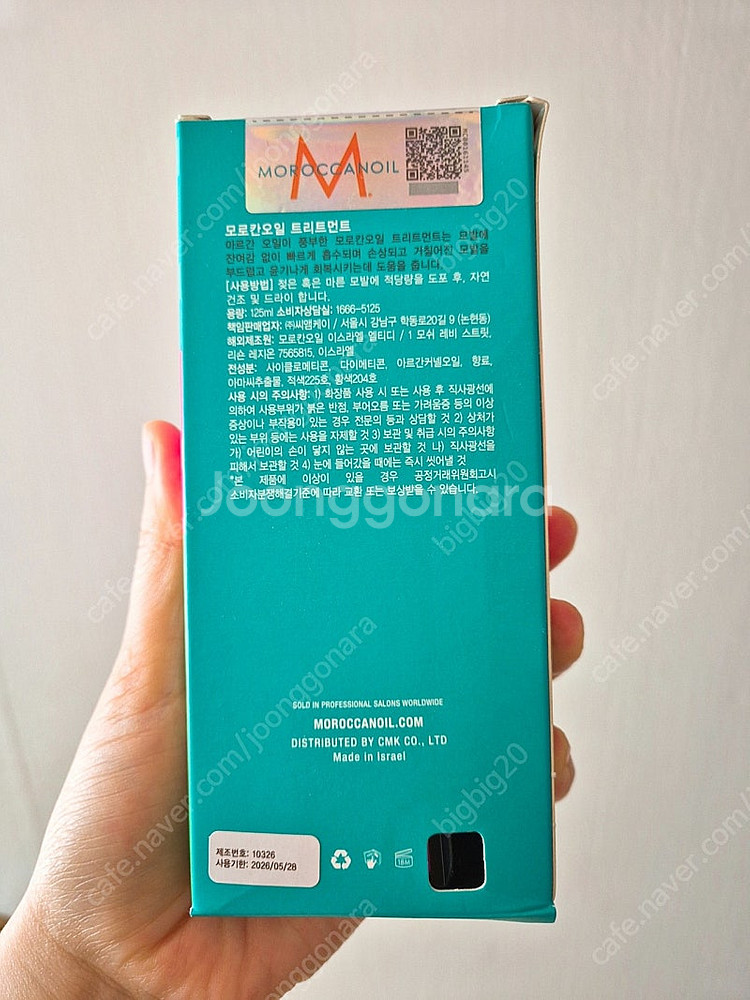 MOROCCANOIL
모로칸오일 트리트먼트
아르간 오일이 풍부한 모로칸오일 트리트먼트는 모발에
잔여감 없이 빠르게 흡수되며 손상되고 거칠어진 모발을
부드럽고 윤기나게 회복시키는데 도움을 줍니다.
[사용방법] 젖은 혹은 마른 모발에 적당량을 도포 후, 자연
건조 및 드라이 합니다.
용량: 125ml 소비자상담실: 1666-5125
책임판매업자: ㈜씨엠케이 / 서울시 강남구 학동로20길 9 (논현동)
해외제조원: 모로칸오일 이스라엘 엘티디 / 1 모쉬 레비 스트릿,
리숀 레지온 7565815, 이스라엘
전성분: 사이클로메티콘, 다이메티콘, 아르간커넬오일, 향료,
아마씨추출물, 적색225호, 황색204호
사용 시의 주의사항: 1) 화장품 사용 시 또는 사용 후 직사광선에
의하여 사용부위가 붉은 반점, 부어오름 또는 가려움증 등의 이상
증상이나 부작용이 있는 경우 전문의 등과 상담할 것 2) 상처가
있는 부위 등에는 사용을 자제할 것 3) 보관 및 취급 시의 주의사항
가) 어린이의 손이 닿지 않는 곳에 보관할 것 나) 직사광선을
피해서 보관할 것 4) 눈에 들어갔을 때에는 즉시 씻어낼 것
*본 제품에 이상이 있을 경우 공정거래위원회고시
소비자분쟁해결기준에 따라 교환 또는 보상받을 수 있습니다.
Joonggonara
SOLD IN PROFESSIONAL SALONS WORLDWIDE
MOROCCANOIL.COM
DISTRIBUTED BY CMK CO., LTD
Made in Israel
제조번호: 10326
사용기한: 2026/05/28
18M
cafe.naver.com/joonggonara
bigbig20